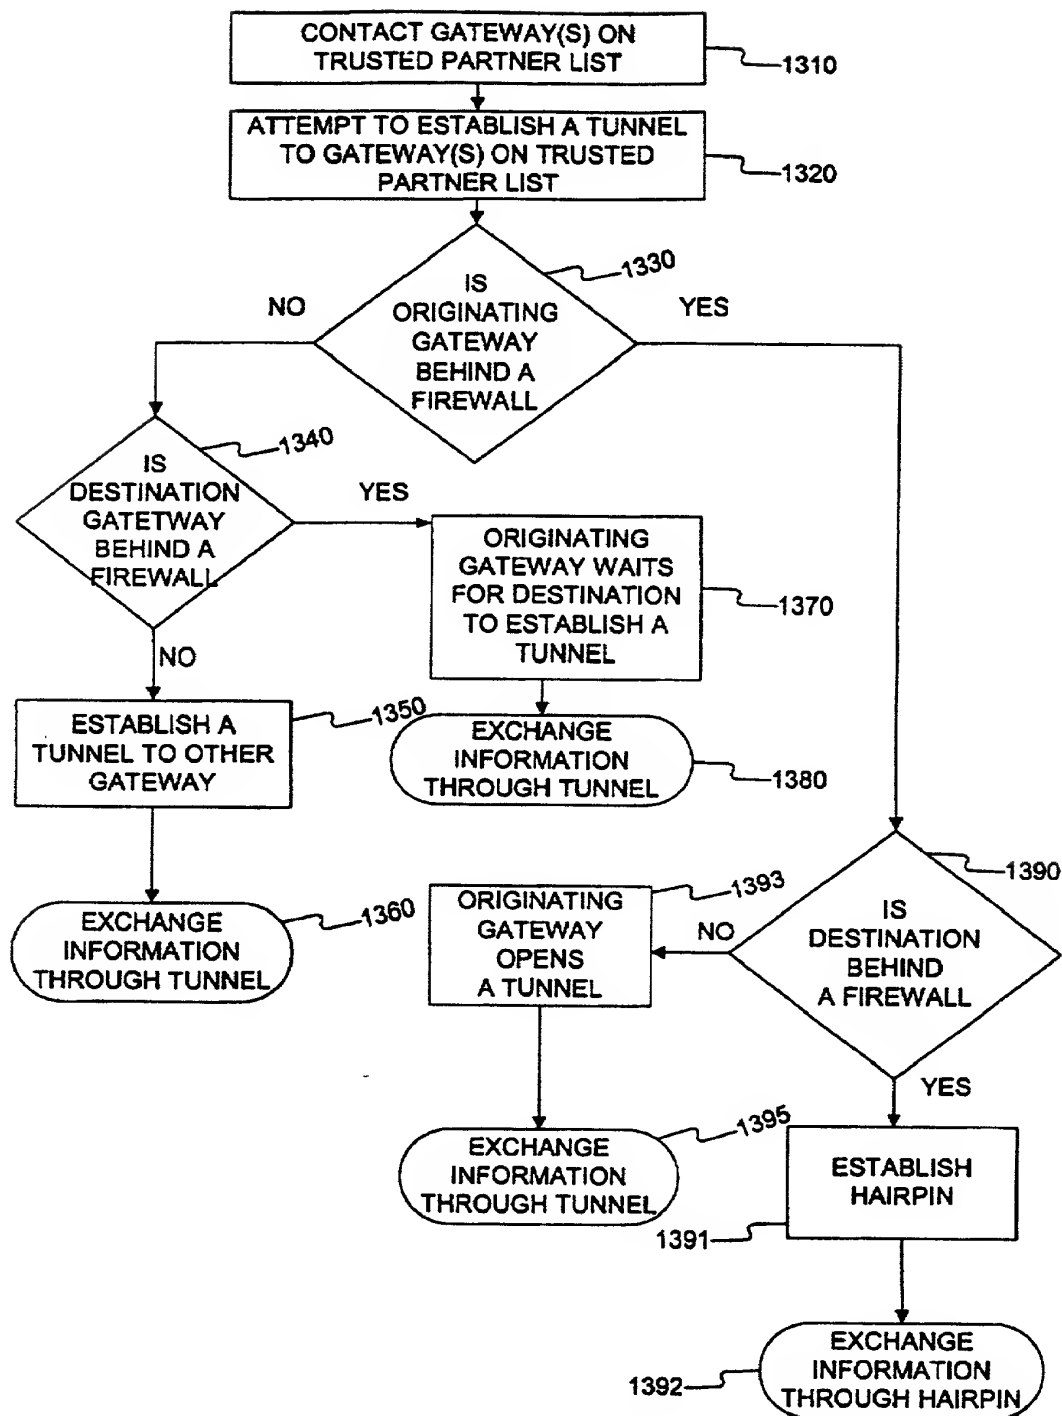 CONTACT GATEWAY(S) ON
TRUSTED PARTNER LIST
1310
ATTEMPT TO ESTABLISH A TUNNEL
TO GATEWAY(S) ON TRUSTED
PARTNER LIST
1320
1330
IS
ORIGINATING
GATEWAY
BEHIND A
FIREWALL
NO
YES
1340
IS
DESTINATION
GATETWAY
BEHIND A
FIREWALL
YES
NO
ORIGINATING
GATEWAY WAITS
FOR DESTINATION
TO ESTABLISH A
TUNNEL
1370
1350
ESTABLISH A
TUNNEL TO OTHER
GATEWAY
EXCHANGE
INFORMATION
THROUGH TUNNEL
1380
1360
EXCHANGE
INFORMATION
THROUGH TUNNEL
1390
IS
DESTINATION
BEHIND
A FIREWALL
NO
YES
1393
ORIGINATING
GATEWAY
OPENS
A TUNNEL
1395
EXCHANGE
INFORMATION
THROUGH TUNNEL
ESTABLISH
HAIRPIN
1391
EXCHANGE
INFORMATION
THROUGH HAIRPIN
1392